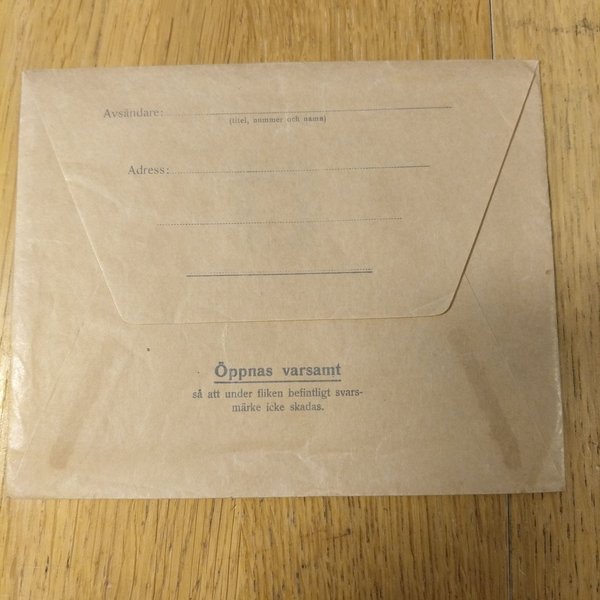 Avsändare:
(titel, nummer och namn)
Adress:
Öppnas varsamt
så att under fliken befintligt svars-
märke icke skadas.